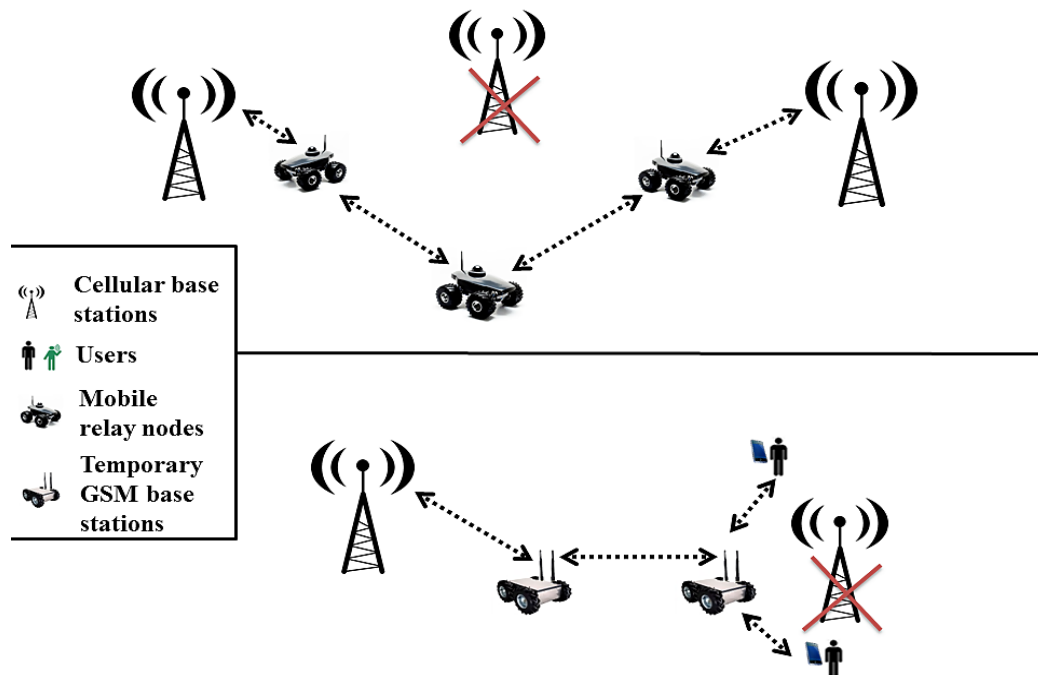 Cellular base
stations
Users
Mobile
relay nodes
Temporary
GSM base
stations